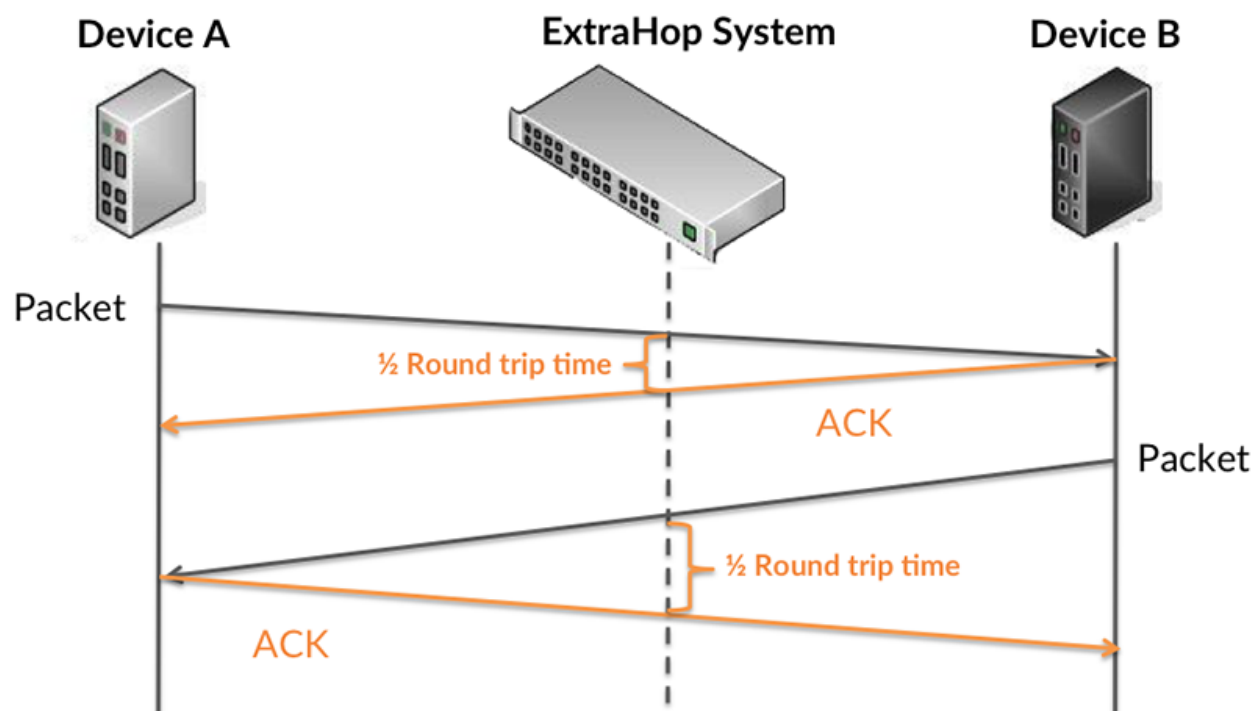 Device A
ExtraHop System
Device B
Packet
½ Round trip time
ACK
Packet
½ Round trip time
ACK